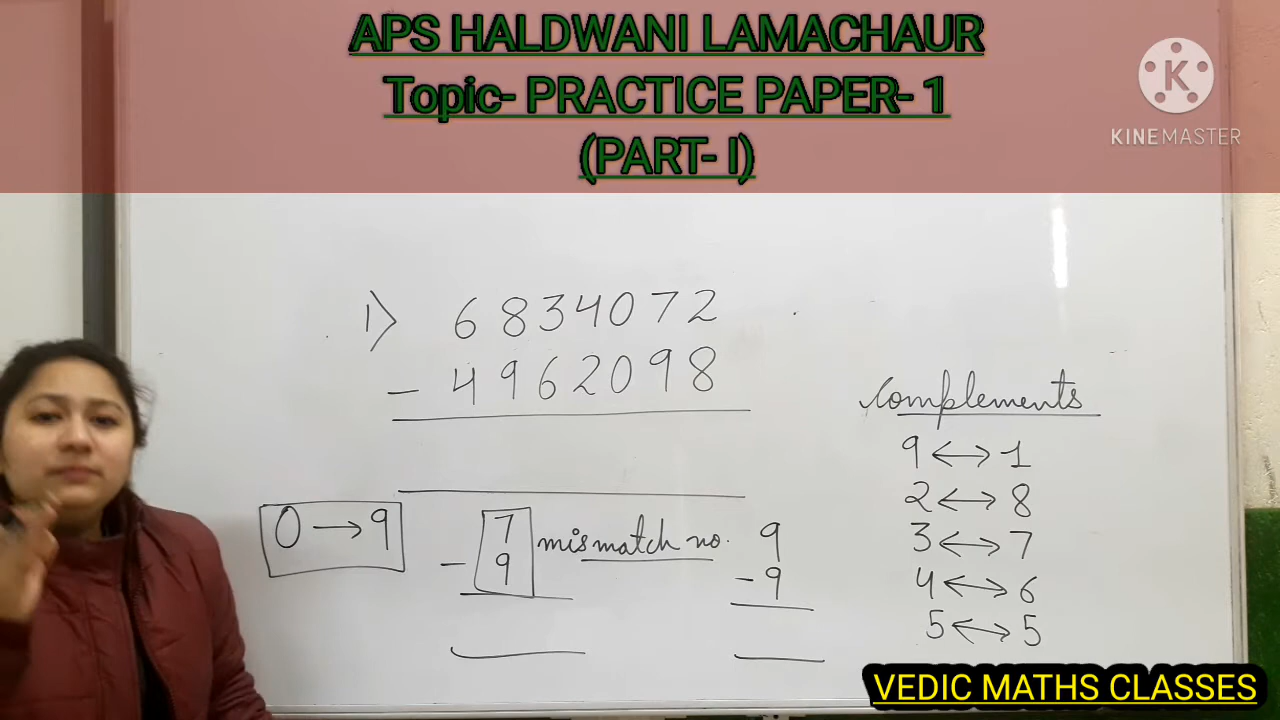 APS HALDWANI LAMACHAUR
Topic- PRACTICE PAPER- 1
(PART- I)
KINEMASTER
1) 6834072
- 4962098
Complements
9 ↔ 1
2 ↔ 8
3 ↔ 7
4 ↔ 6
5 ↔ 5
0 → 9
7 mismatch no.
- 9
9
- 9
VEDIC MATHS CLASSES